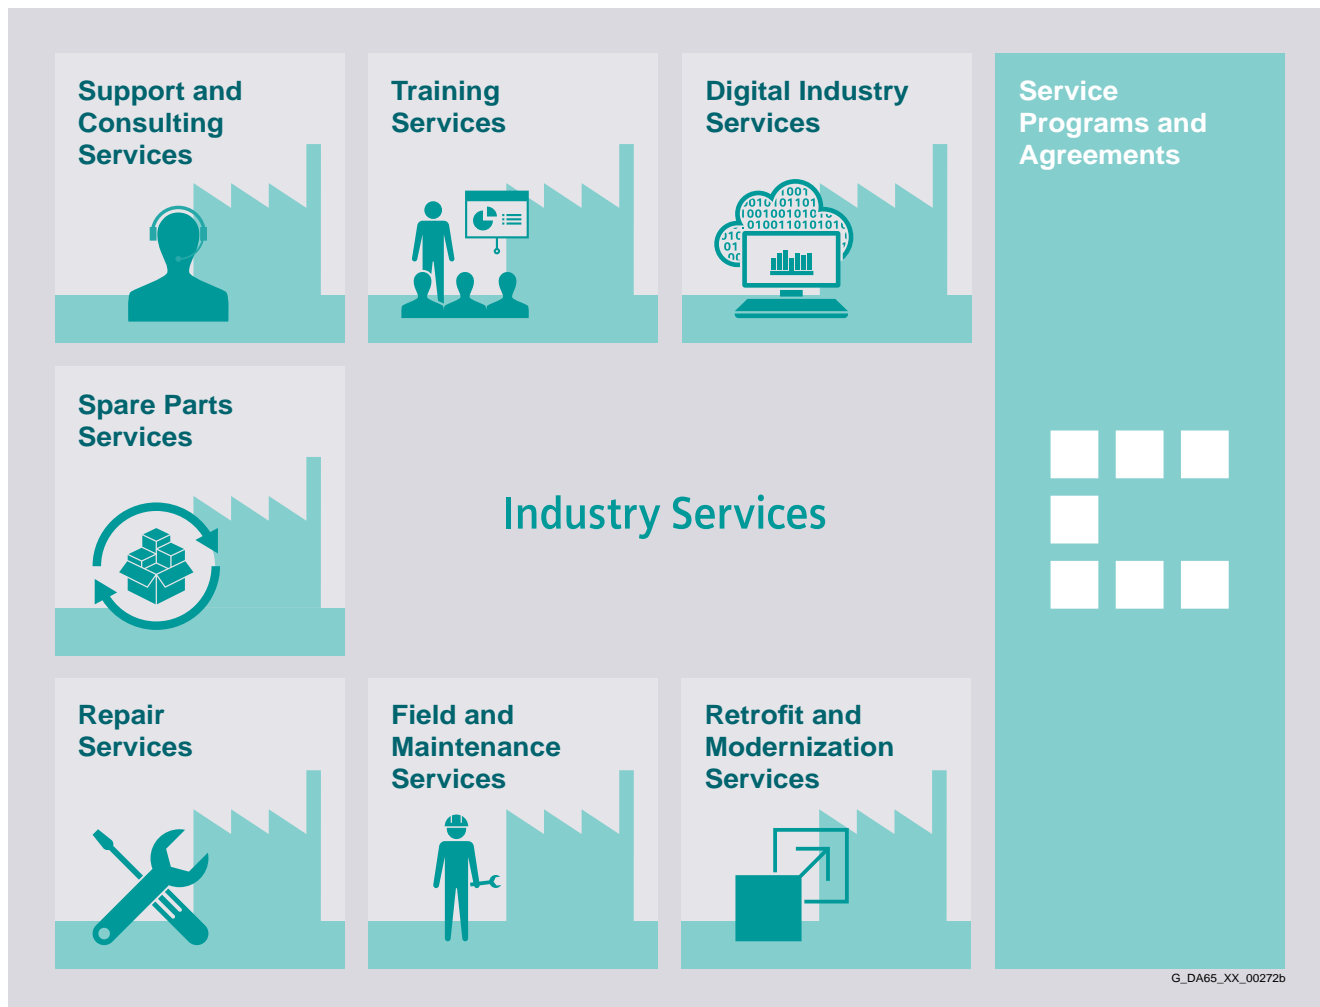 Support and
Consulting
Services
Training
Services
Digital Industry
Services
Service
Programs and
Agreements
Spare Parts
Services
Industry Services
Repair
Services
Field and
Maintenance
Services
Retrofit and
Modernization
Services
G_DA65_XX_00272b